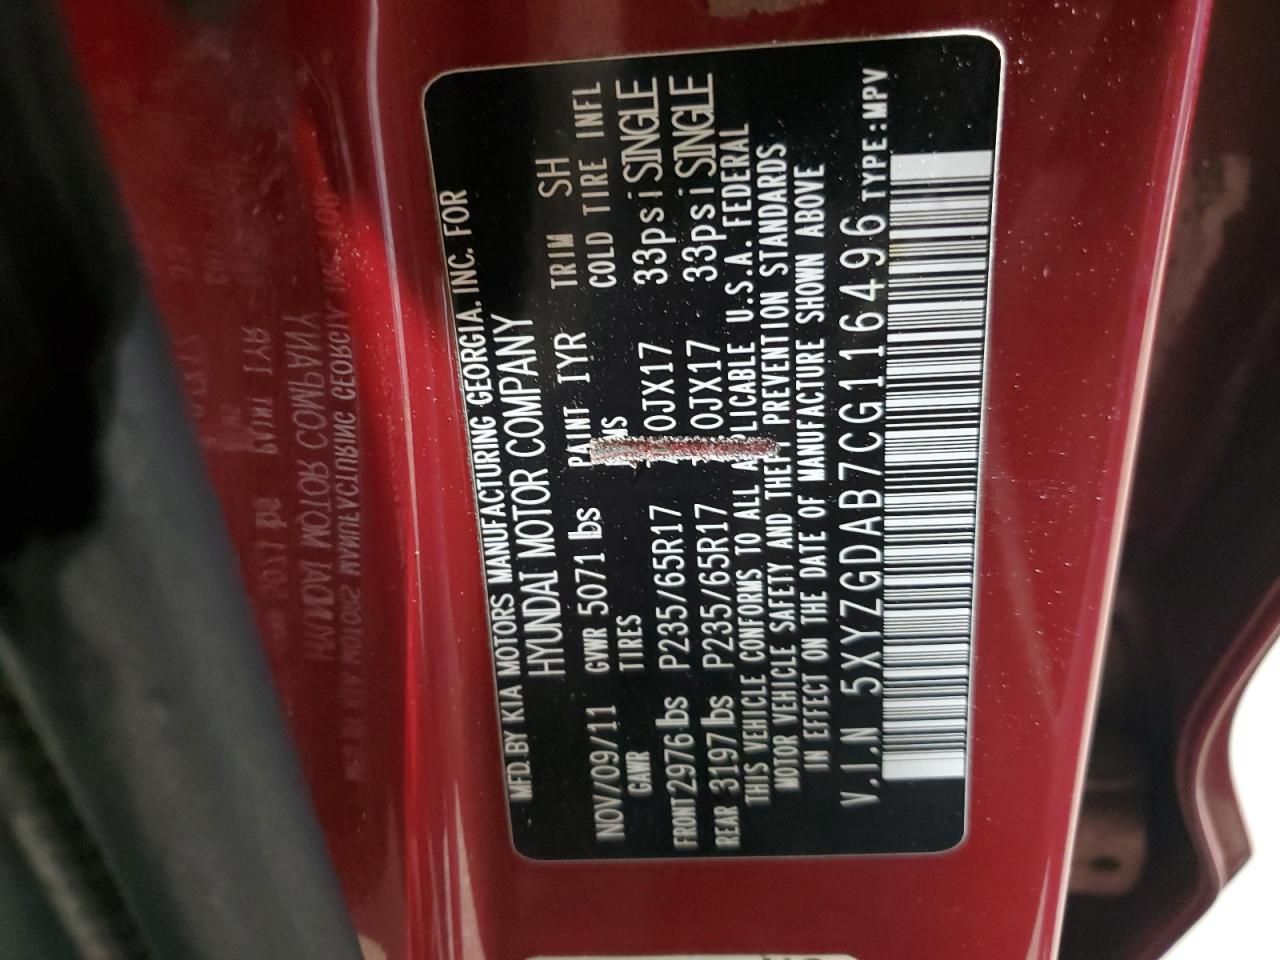 MFD.BY KIA MOTORS MANUFACTURING GEORGIA, INC. FOR
HYUNDAI MOTOR COMPANY
NOV/09/11 GVWR 5071 lbs PAINT IYR TRIM SH
GAWR TIRES COLD TIRE INFL
FRONT 2976 lbs P235/65R17 0JX17 33psi SINGLE
REAR 3197 lbs P235/65R17 0JX17 33psi SINGLE
THIS VEHICLE CONFORMS TO ALL APPLICABLE U.S.A. FEDERAL
MOTOR VEHICLE SAFETY AND THEFT PREVENTION STANDARDS
IN EFFECT ON THE DATE OF MANUFACTURE SHOWN ABOVE
V.I.N 5XYZGDAB7CG116496 TYPE:MPV